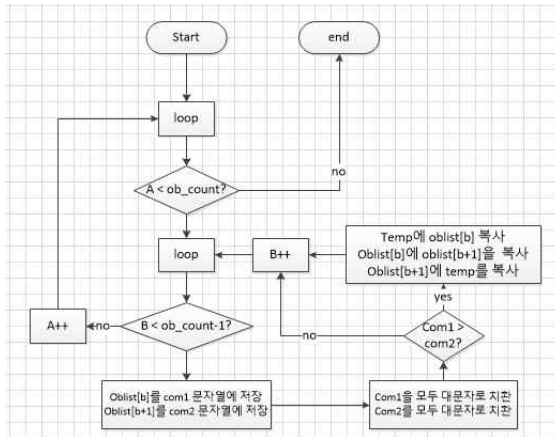 Start
end
loop
A < ob_count?
no
loop
B++
Temp에 oblist[b] 복사
Oblist[b]에 oblist[b+1]을 복사
Oblist[b+1]에 temp를 복사
yes
A++
no
B < ob_count-1?
no
Com1 >
com2?
Oblist[b]를 com1 문자열에 저장
Oblist[b+1]를 com2 문자열에 저장
Com1을 모두 대문자로 치환
Com2를 모두 대문자로 치환